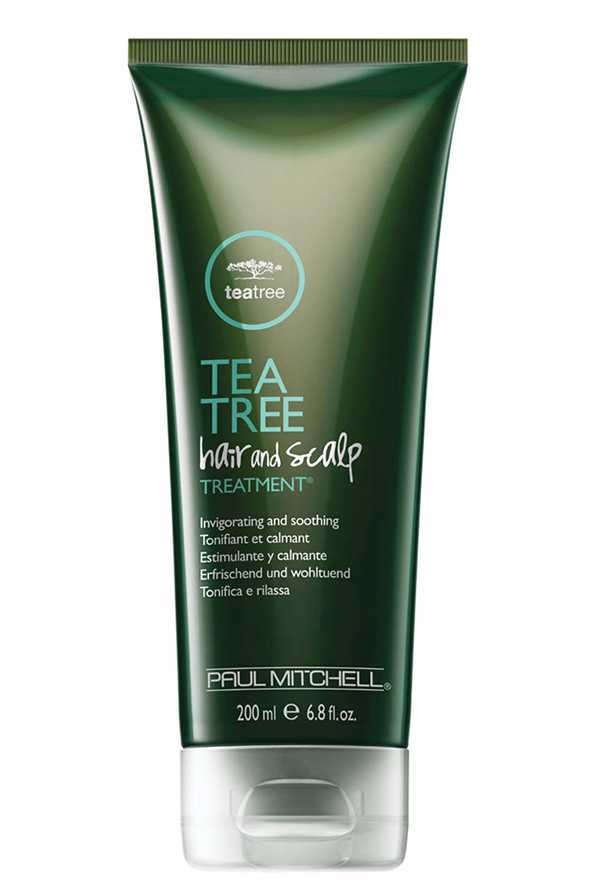 teatree
TEA
TREE
hair and scalp
TREATMENT®
Invigorating and soothing
Tonifiant et calmant
Estimulante y calmante
Erfrischend und wohltuend
Tonifica e rilassa
PAUL MITCHELL®
200 ml ℮ 6.8 fl. oz.